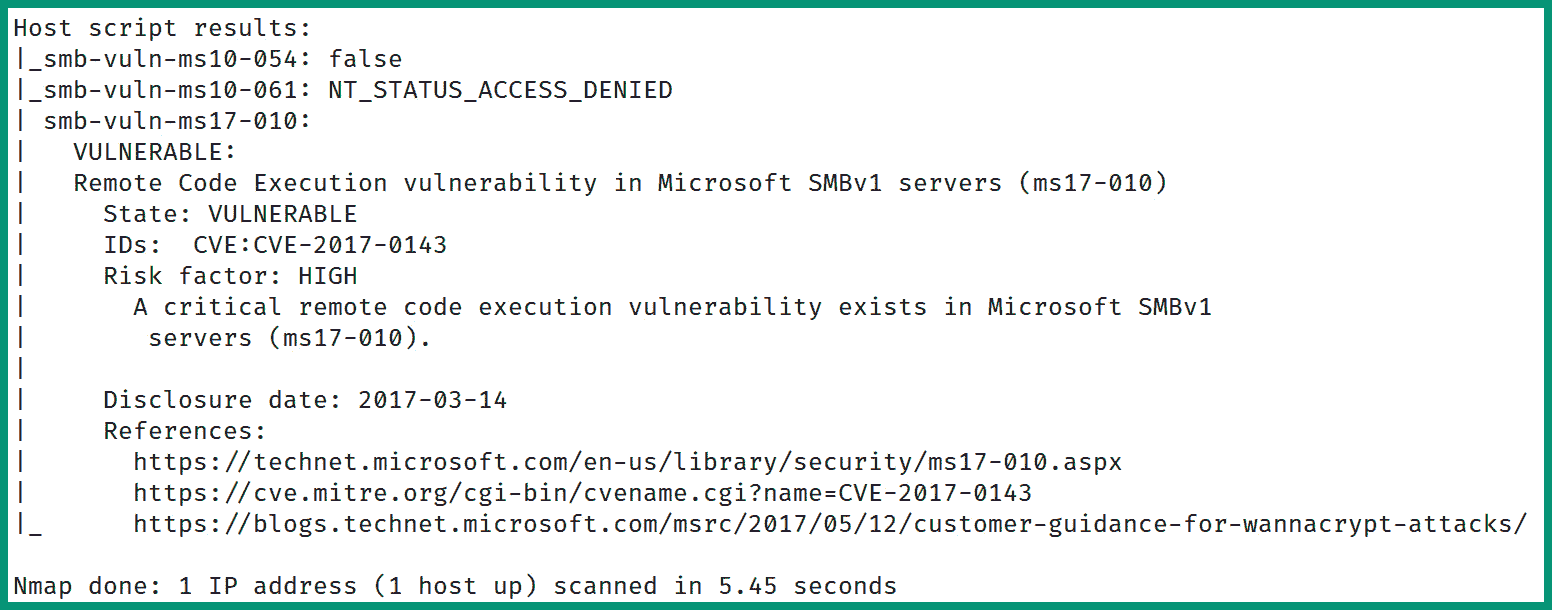 Host script results:
|_smb-vuln-ms10-054: false
|_smb-vuln-ms10-061: NT_STATUS_ACCESS_DENIED
| smb-vuln-ms17-010:
|   VULNERABLE:
|   Remote Code Execution vulnerability in Microsoft SMBv1 servers (ms17-010)
|     State: VULNERABLE
|     IDs:  CVE:CVE-2017-0143
|     Risk factor: HIGH
|       A critical remote code execution vulnerability exists in Microsoft SMBv1
|        servers (ms17-010).
|
|     Disclosure date: 2017-03-14
|     References:
|       https://technet.microsoft.com/en-us/library/security/ms17-010.aspx
|       https://cve.mitre.org/cgi-bin/cvename.cgi?name=CVE-2017-0143
|_      https://blogs.technet.microsoft.com/msrc/2017/05/12/customer-guidance-for-wannacrypt-attacks/
Nmap done: 1 IP address (1 host up) scanned in 5.45 seconds